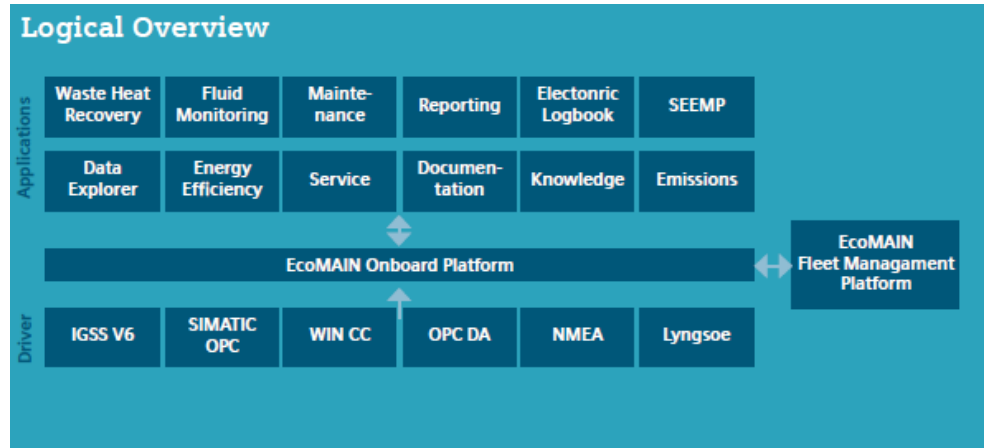 Logical Overview
Applications
Waste Heat
Recovery
Fluid
Monitoring
Mainte-
nance
Reporting
Electonric
Logbook
SEEMP
Data
Explorer
Energy
Efficiency
Service
Documen-
tation
Knowledge
Emissions
EcoMAIN Onboard Platform
EcoMAIN
Fleet Managament
Platform
Driver
IGSS V6
SIMATIC
OPC
WIN CC
OPC DA
NMEA
Lyngsoe